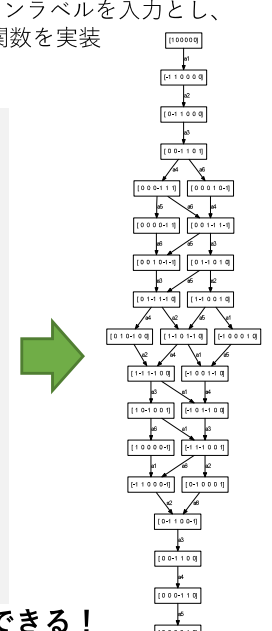 ンラベルを入力とし、
関数を実装
[1 0 0 0 0 0]
a1
[-1 1 0 0 0 0]
a2
[0-1 1 0 0 0]
a3
[0 0-1 1 0 1]
a4 a6
[0 0 0-1 1 1] [0 0 0 1 0-1]
a5 a6 a4
[0 0 0 0-1 1] [0 0 1-1 1-1]
a6 a5 a3
[0 0 1 0-1-1] [0 1-1 0 1 0]
a3 a5 a2
[0 1-1 1-1 0] [1-1 0 0 1 0]
a4 a2 a5 a1
[0 1 0-1 0 0] [1-1 0 1-1 0] [-1 0 0 0 1 0]
a2 a4 a1 a5
[1-1 1-1 0 0] [-1 0 0 1-1 0]
a3 a1 a4
[1 0-1 0 0 1] [-1 0 1-1 0 0]
a6 a1 a3
[1 0 0 0 0-1] [-1 1-1 0 0 1]
a1 a6 a2
[-1 1 0 0 0-1] [0-1 0 0 0 1]
a2 a6
[0-1 1 0 0-1]
a3
[0 0-1 1 0 0]
a4
[0 0 0-1 1 0]
a5
できる！